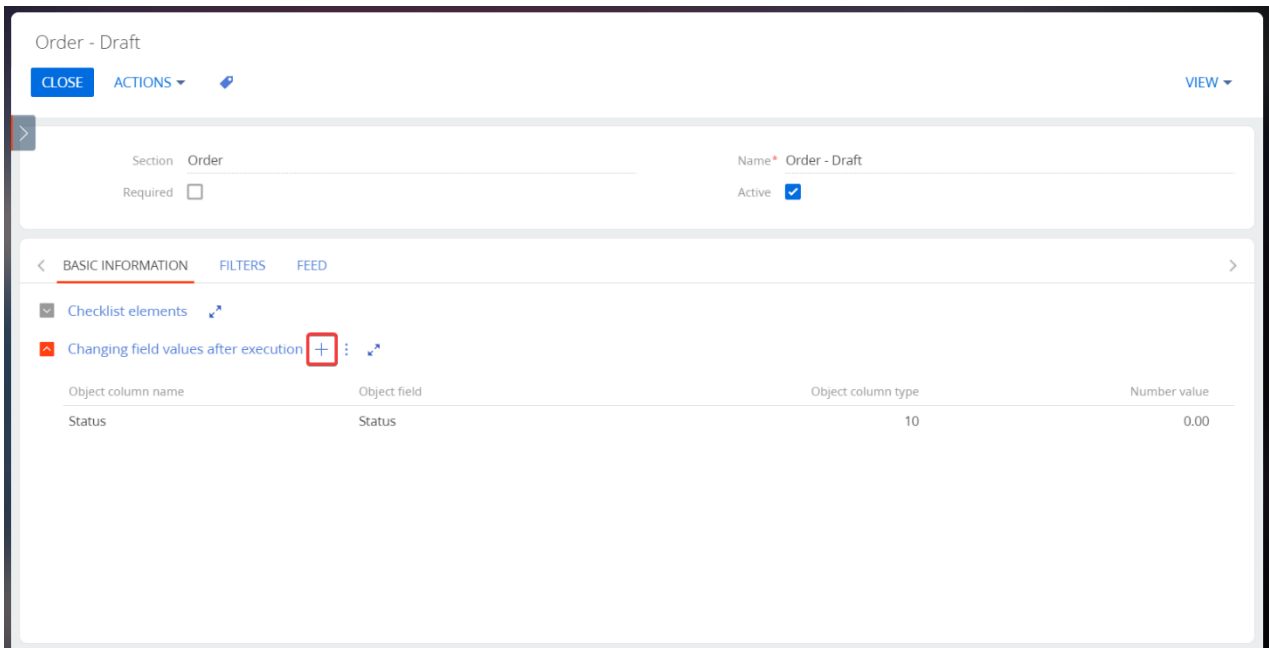 Order - Draft
CLOSE ACTIONS VIEW
Section Order Name* Order - Draft
Required Active
BASIC INFORMATION FILTERS FEED
Checklist elements
Changing field values after execution
Object column name Object field Object column type Number value
Status Status 10 0.00